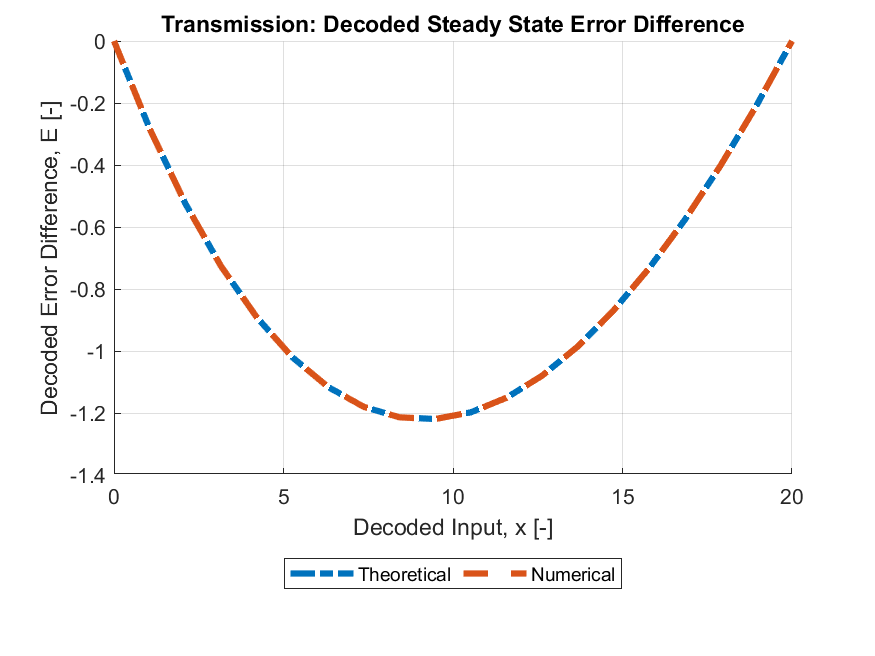 Transmission: Decoded Steady State Error Difference
Decoded Error Difference, E [-]
0
-0.2
-0.4
-0.6
-0.8
-1
-1.2
-1.4
0 5 10 15 20
Decoded Input, x [-]
Theoretical Numerical